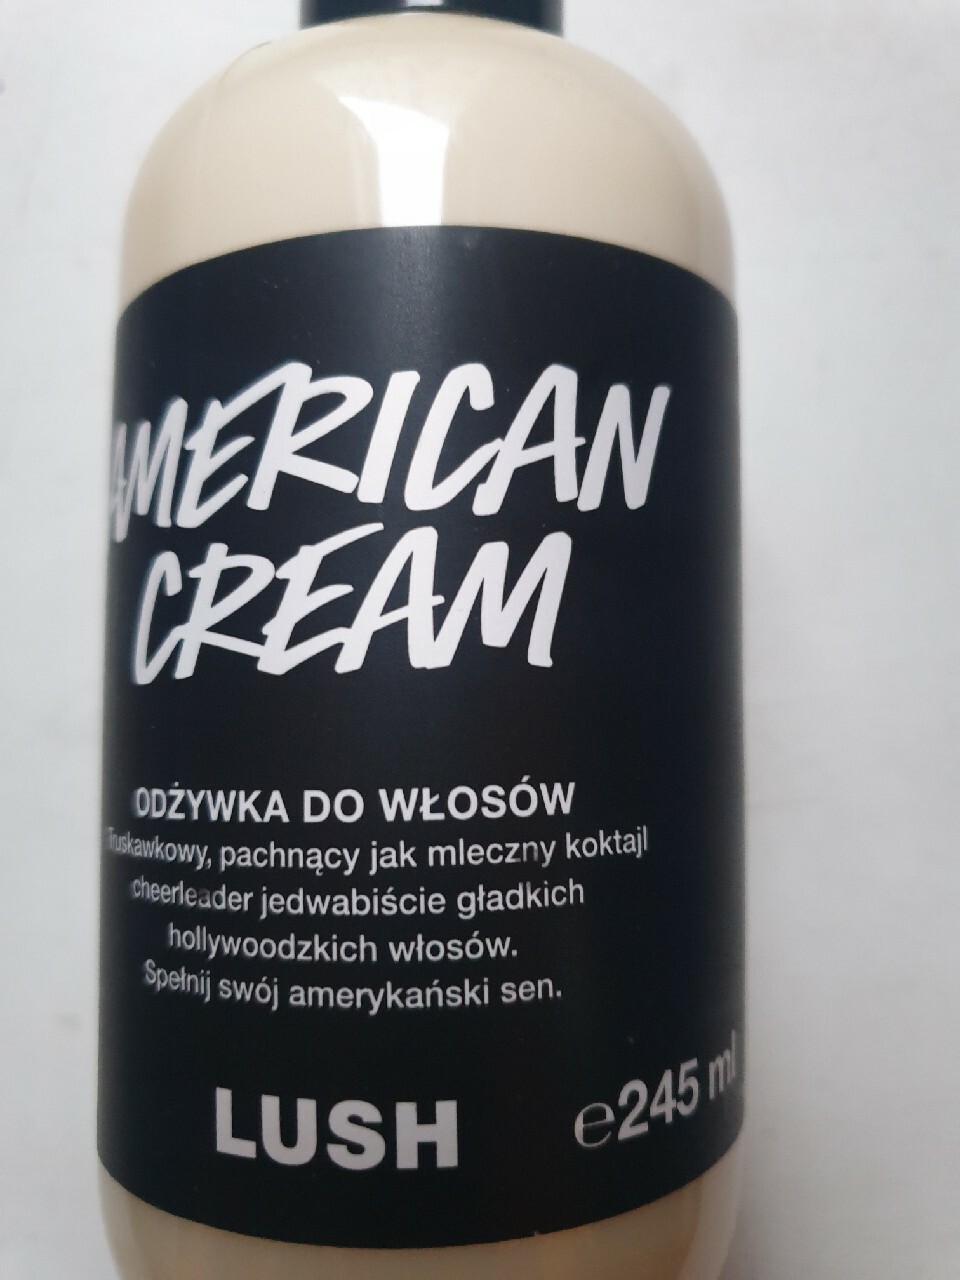 AMERICAN
CREAM
ODŻYWKA DO WŁOSÓW
Truskawkowy, pachnący jak mleczny koktajl
cheerleader jedwabiście gładkich
hollywoodzkich włosów.
Spełnij swój amerykański sen.
LUSH
℮245 ml